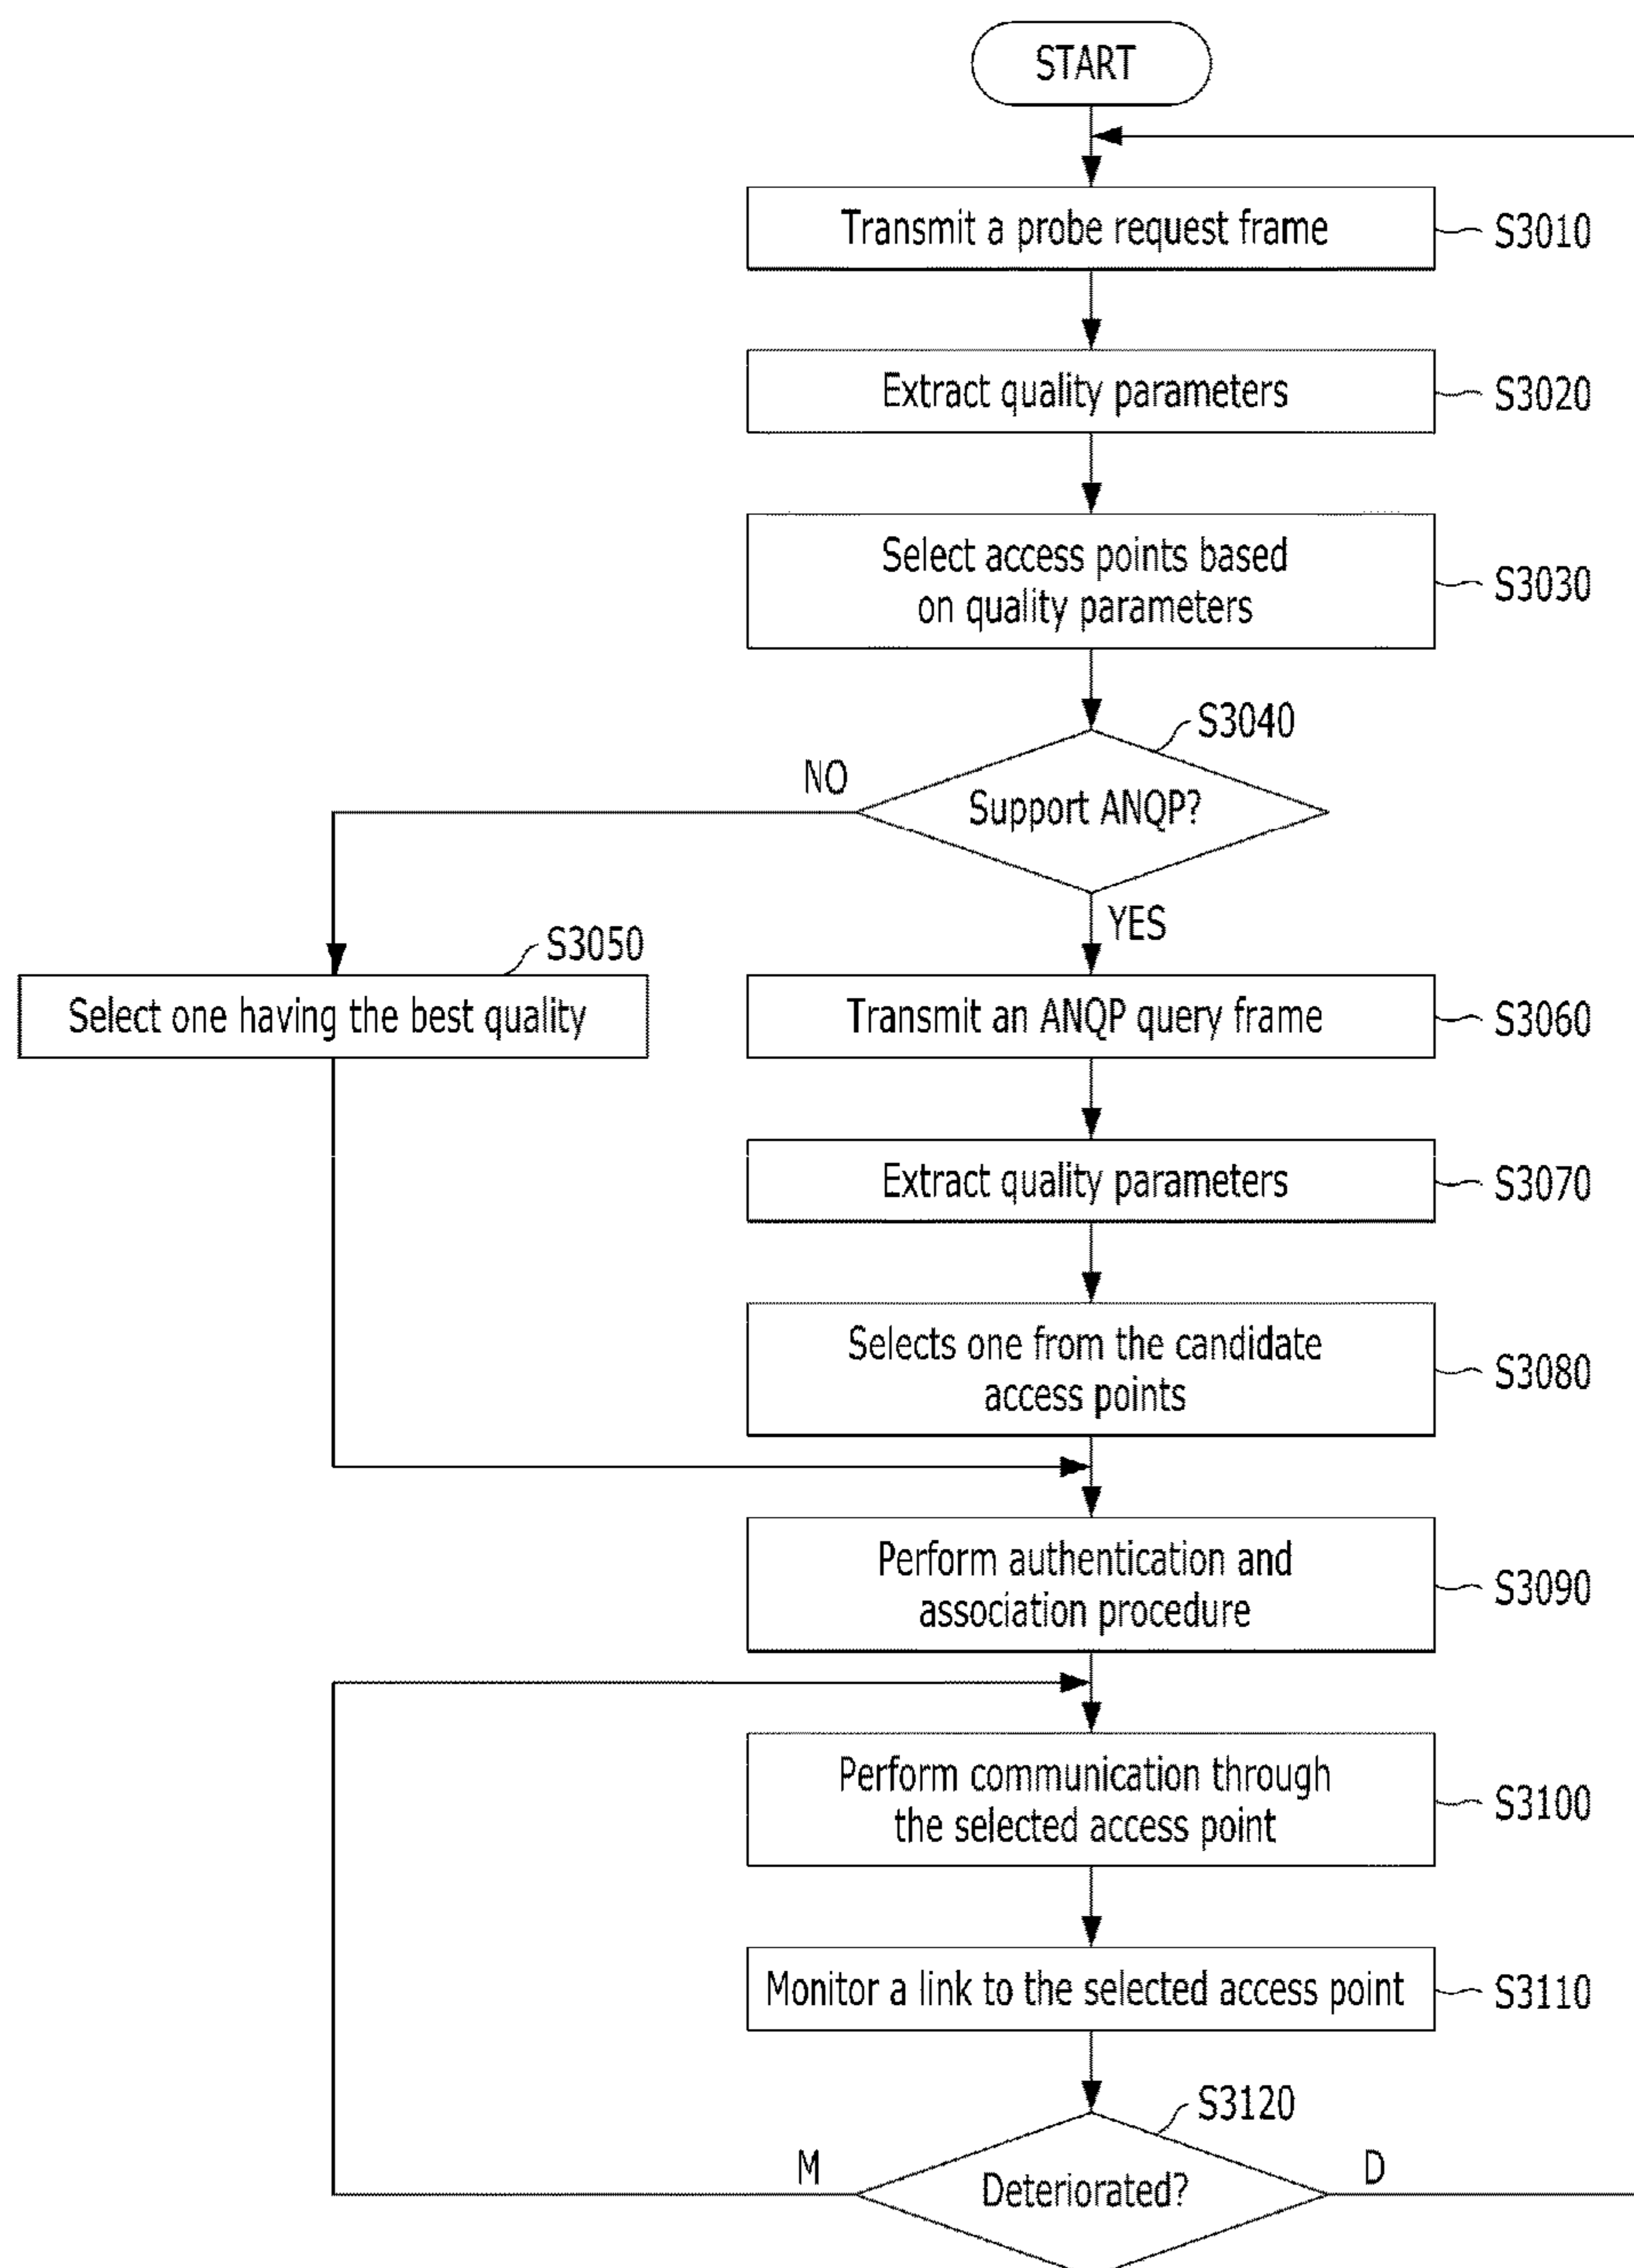 START
Transmit a probe request frame
S3010
Extract quality parameters
S3020
Select access points based
on quality parameters
S3030
S3040
NO
Support ANQP?
YES
S3050
Select one having the best quality
Transmit an ANQP query frame
S3060
Extract quality parameters
S3070
Selects one from the candidate
access points
S3080
Perform authentication and
association procedure
S3090
Perform communication through
the selected access point
S3100
Monitor a link to the selected access point
S3110
S3120
M
Deteriorated?
D